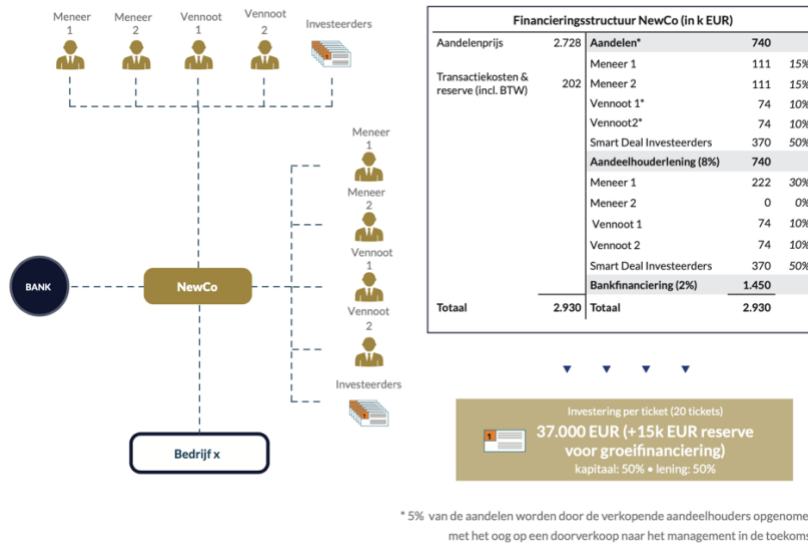 Meneer
1
Meneer
2
Vennoot
1
Vennoot
2
Investeerders
Meneer
1
Meneer
2
Vennoot
1
Vennoot
2
Investeerders
BANK
NewCo
Bedrijf x
Financieringsstructuur NewCo (in k EUR)
Aandelenprijs 2.728 Aandelen* 740
Meneer 1 111 15%
Transactiekosten & reserve (incl. BTW) 202 Meneer 2 111 15%
Vennoot 1* 74 10%
Vennoot2* 74 10%
Smart Deal Investeerders 370 50%
Aandeelhouderlening (8%) 740
Meneer 1 222 30%
Meneer 2 0 0%
Vennoot 1 74 10%
Vennoot 2 74 10%
Smart Deal Investeerders 370 50%
Bankfinanciering (2%) 1.450
Totaal 2.930 Totaal 2.930
Investering per ticket (20 tickets)
1
37.000 EUR (+15k EUR reserve
voor groeifinanciering)
kapitaal: 50% • lening: 50%
* 5% van de aandelen worden door de verkopende aandeelhouders opgenome
met het oog op een doorverkoop naar het management in de toekoms